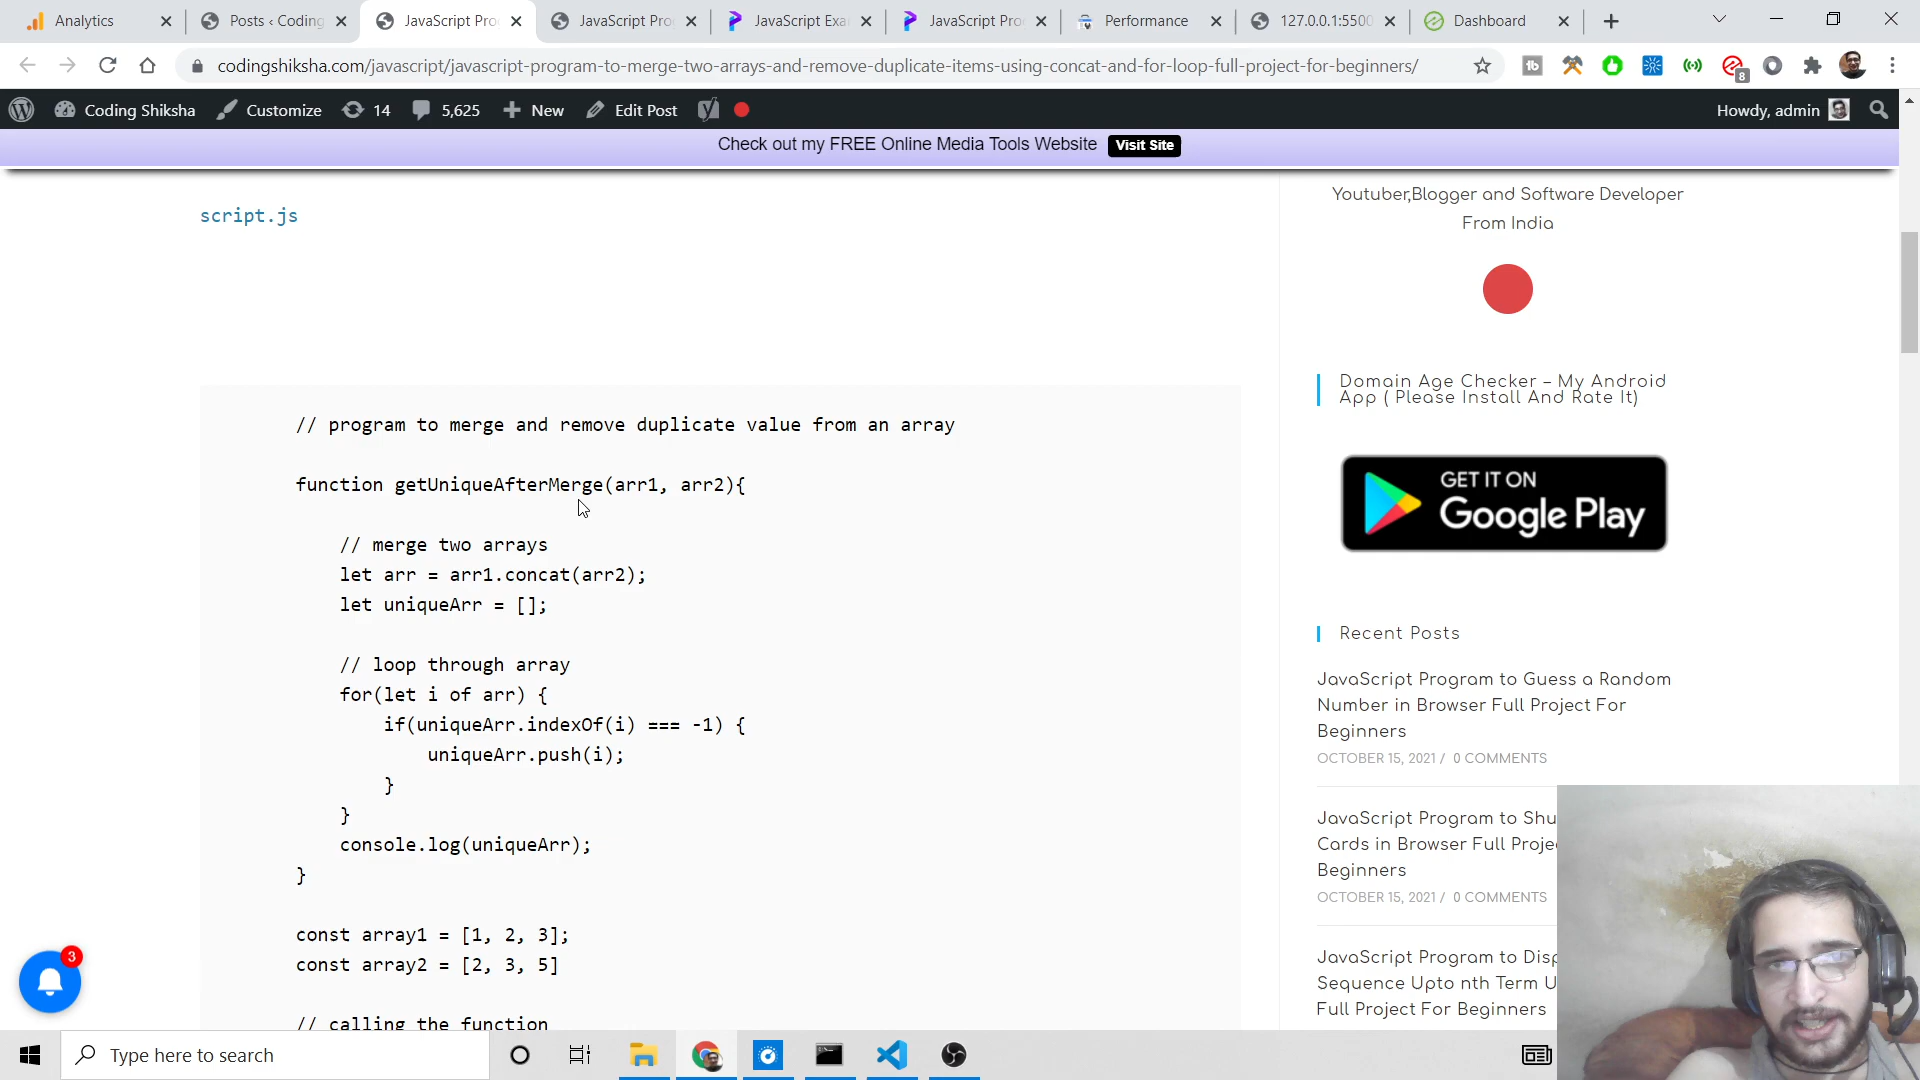 Analytics
Posts ‹ Coding
JavaScript Pro
JavaScript Pro
JavaScript Exa
JavaScript Pro
Performance
127.0.0.1:5500
Dashboard
codingshiksha.com/javascript/javascript-program-to-merge-two-arrays-and-remove-duplicate-items-using-concat-and-for-loop-full-project-for-beginners/
tb
8
Coding Shiksha
Customize
14
5,625
New
Edit Post
Howdy, admin
Check out my FREE Online Media Tools Website Visit Site
script.js
// program to merge and remove duplicate value from an array
function getUniqueAfterMerge(arr1, arr2){
// merge two arrays
let arr = arr1.concat(arr2);
let uniqueArr = [];
// loop through array
for(let i of arr) {
if(uniqueArr.indexOf(i) === -1) {
uniqueArr.push(i);
}
}
console.log(uniqueArr);
}
const array1 = [1, 2, 3];
const array2 = [2, 3, 5]
// calling the function
Youtuber,Blogger and Software Developer
From India
Domain Age Checker – My Android
App ( Please Install And Rate It)
GET IT ON
Google Play
Recent Posts
JavaScript Program to Guess a Random
Number in Browser Full Project For
Beginners
OCTOBER 15, 2021 / 0 COMMENTS
JavaScript Program to Shu
Cards in Browser Full Proje
Beginners
OCTOBER 15, 2021 / 0 COMMENTS
JavaScript Program to Disp
Sequence Upto nth Term U
Full Project For Beginners
3
Type here to search